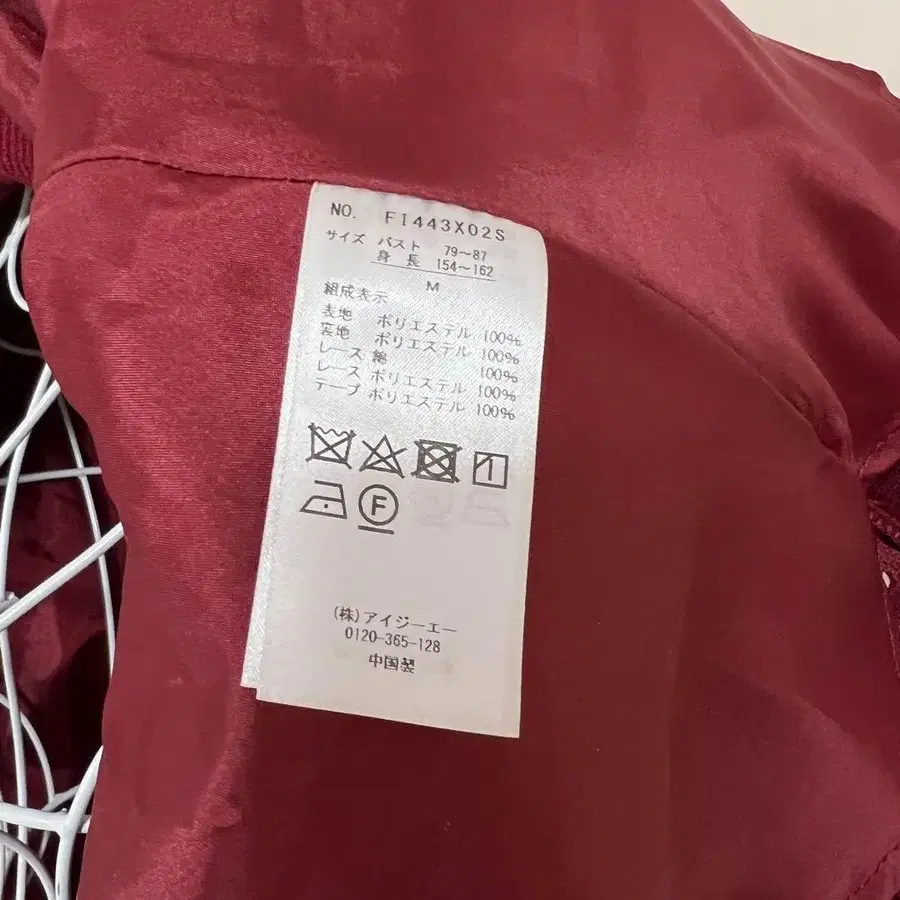 NO. FI443X02S
サイズ バスト 79～87
身長 154～162
M
組成表示
表地 ポリエステル 100%
裏地 ポリエステル 100%
レース 綿 100%
レース ポリエステル 100%
テープ ポリエステル 100%
F
(株)アイジーエー
0120-365-128
中国製